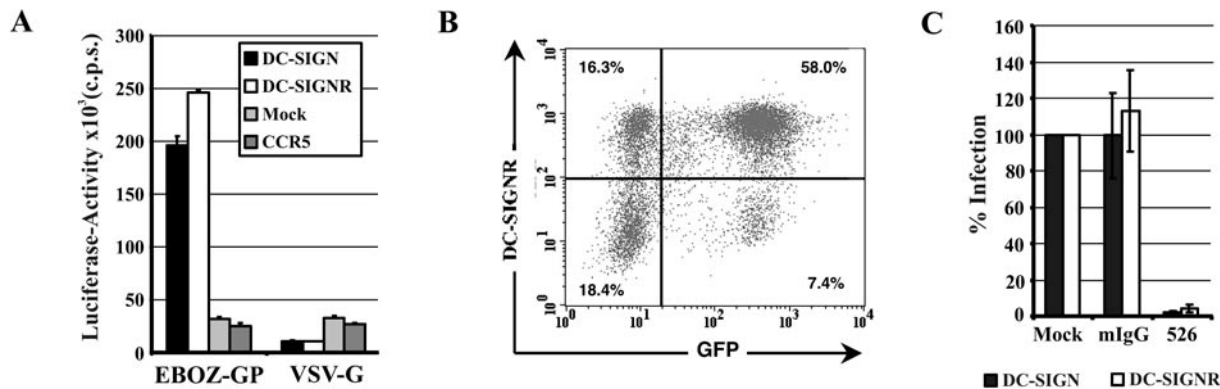 A
Luciferase-Activity x10³(c.p.s.)
300
250
200
150
100
50
0
DC-SIGN
DC-SIGNR
Mock
CCR5
EBOZ-GP VSV-G
B
DC-SIGNR
10⁴
10³
10²
10¹
10⁰
16.3% 58.0%
18.4% 7.4%
10⁰ 10¹ 10² 10³ 10⁴
GFP
C
% Infection
160
140
120
100
80
60
40
20
0
Mock mIgG 526
DC-SIGN DC-SIGNR